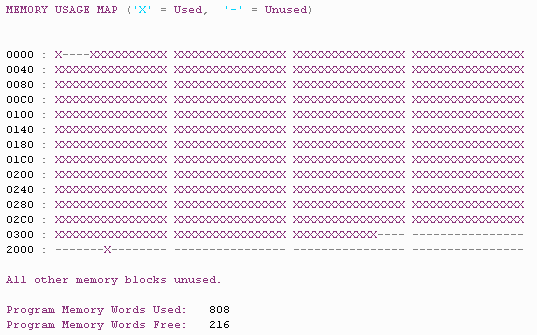 MEMORY USAGE MAP ('X' = Used,  '-' = Unused)
0000 : X----XXXXXXXXXXX XXXXXXXXXXXXXXXX XXXXXXXXXXXXXXXX XXXXXXXXXXXXXXXX
0040 : XXXXXXXXXXXXXXXX XXXXXXXXXXXXXXXX XXXXXXXXXXXXXXXX XXXXXXXXXXXXXXXX
0080 : XXXXXXXXXXXXXXXX XXXXXXXXXXXXXXXX XXXXXXXXXXXXXXXX XXXXXXXXXXXXXXXX
00C0 : XXXXXXXXXXXXXXXX XXXXXXXXXXXXXXXX XXXXXXXXXXXXXXXX XXXXXXXXXXXXXXXX
0100 : XXXXXXXXXXXXXXXX XXXXXXXXXXXXXXXX XXXXXXXXXXXXXXXX XXXXXXXXXXXXXXXX
0140 : XXXXXXXXXXXXXXXX XXXXXXXXXXXXXXXX XXXXXXXXXXXXXXXX XXXXXXXXXXXXXXXX
0180 : XXXXXXXXXXXXXXXX XXXXXXXXXXXXXXXX XXXXXXXXXXXXXXXX XXXXXXXXXXXXXXXX
01C0 : XXXXXXXXXXXXXXXX XXXXXXXXXXXXXXXX XXXXXXXXXXXXXXXX XXXXXXXXXXXXXXXX
0200 : XXXXXXXXXXXXXXXX XXXXXXXXXXXXXXXX XXXXXXXXXXXXXXXX XXXXXXXXXXXXXXXX
0240 : XXXXXXXXXXXXXXXX XXXXXXXXXXXXXXXX XXXXXXXXXXXXXXXX XXXXXXXXXXXXXXXX
0280 : XXXXXXXXXXXXXXXX XXXXXXXXXXXXXXXX XXXXXXXXXXXXXXXX XXXXXXXXXXXXXXXX
02C0 : XXXXXXXXXXXXXXXX XXXXXXXXXXXXXXXX XXXXXXXXXXXXXXXX XXXXXXXXXXXXXXXX
0300 : XXXXXXXXXXXXXXXX XXXXXXXXXXXXXXXX XXXXXXXXXXXX---- ----------------
2000 : -------X-------- ---------------- ---------------- ----------------
All other memory blocks unused.
Program Memory Words Used:   808
Program Memory Words Free:   216